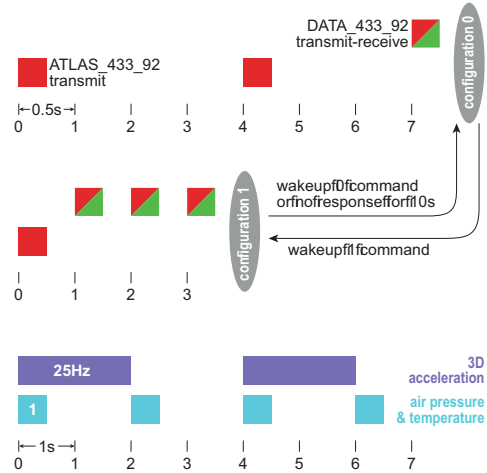 DATA_433_92
transmit-receive
configuration 0
ATLAS_433_92
transmit
0.5s
0 1 2 3 4 5 6 7
configuration 1
wakeupf0fcommand
orfnofresponsefforff10s
wakeupf1fcommand
0 1 2 3
25Hz
3D
acceleration
1
air pressure
& temperature
1s
0 1 2 3 4 5 6 7